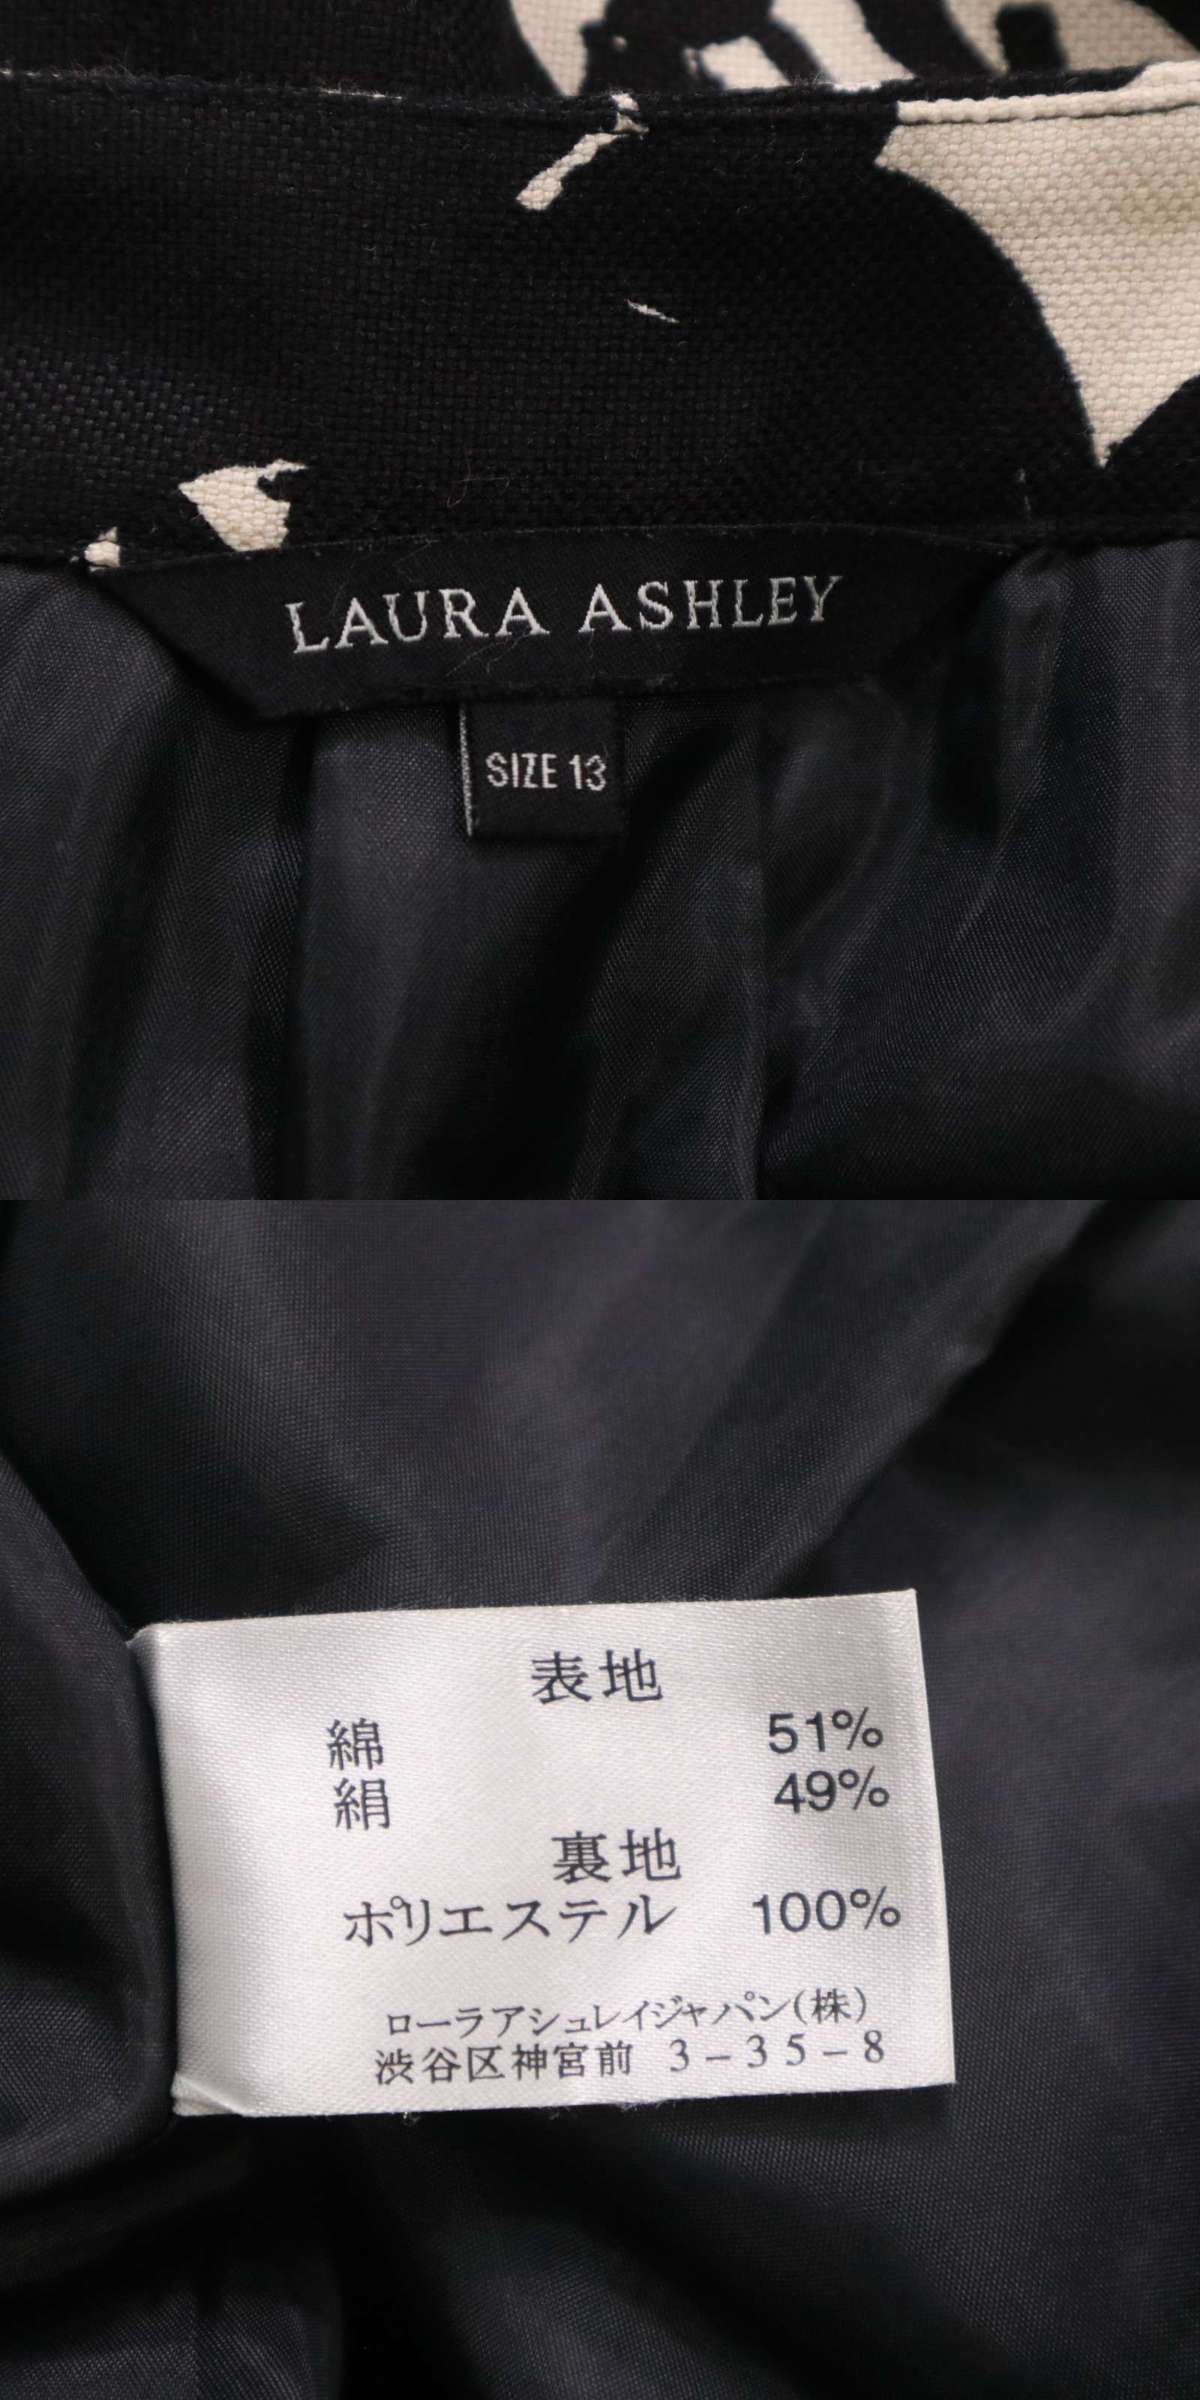 LAURA ASHLEY
SIZE 13
表地
綿 51%
絹 49%
裏地
ポリエステル 100%
ローラアシュレイジャパン(株)
渋谷区神宮前 3-35-8